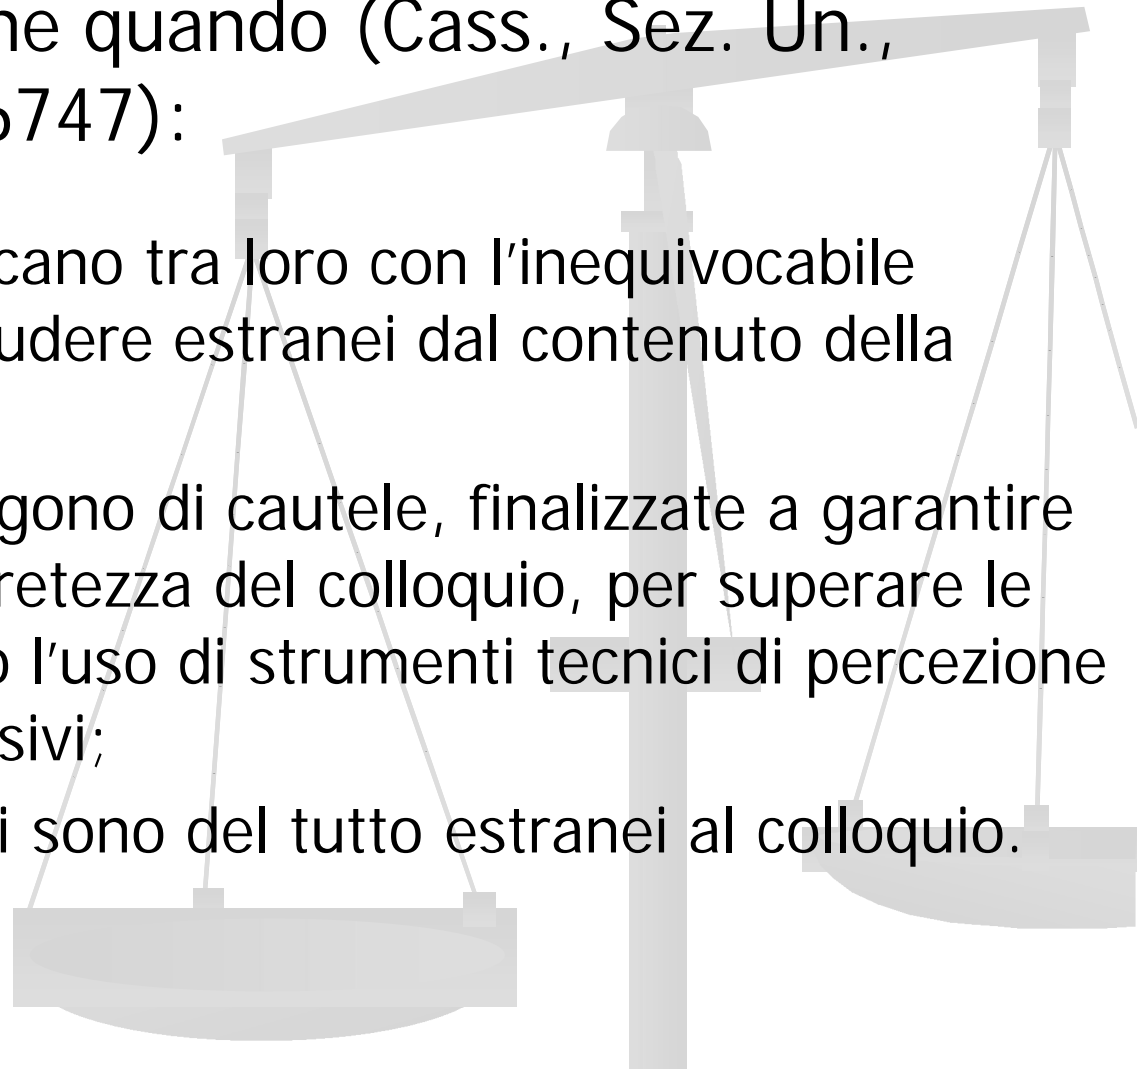 ne quando (Cass., Sez. Un.,
6747):
cano tra loro con l'inequivocabile
udere estranei dal contenuto della
gono di cautele, finalizzate a garantire
retezza del colloquio, per superare le
o l'uso di strumenti tecnici di percezione
sivi;
i sono del tutto estranei al colloquio.